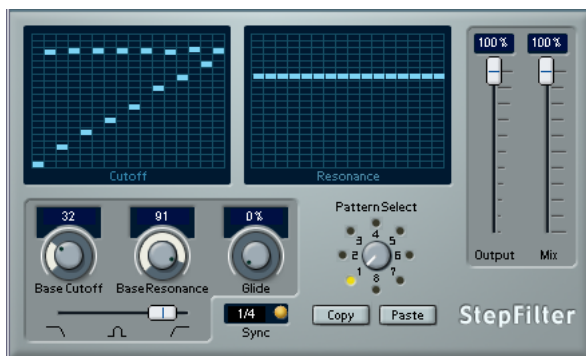 100 % 100 %
Cutoff Resonance
32 91 0 %
Pattern Select
4
3 5
2 6
1 7
8
Base Cutoff Base Resonance Glide
Output Mix
1/4
Sync
Copy Paste
StepFilter